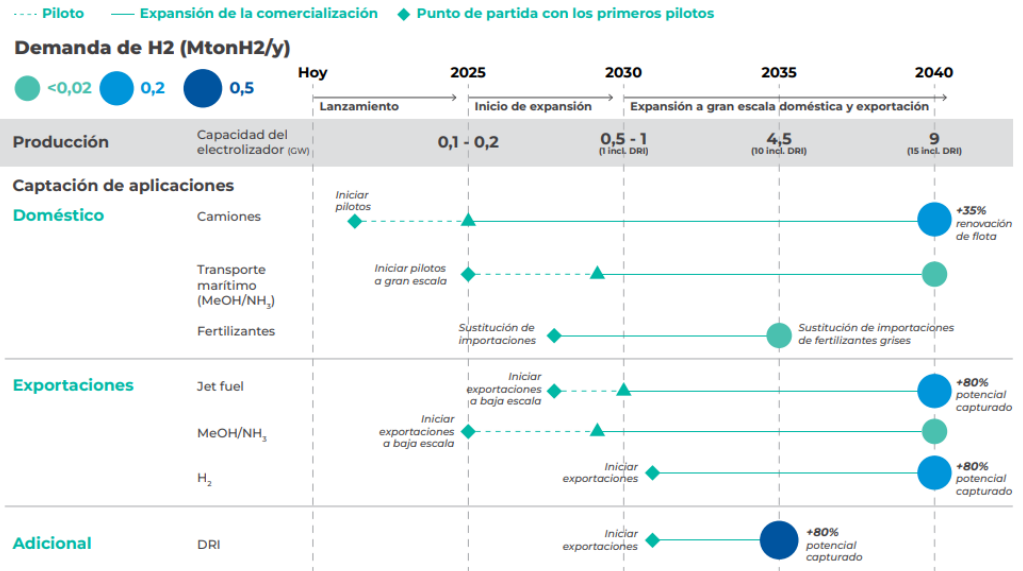 Piloto
Expansión de la comercialización
Punto de partida con los primeros pilotos
Demanda de H2 (MtonH2/y)
<0,02
0,2
0,5
Hoy
2025
2030
2035
2040
Lanzamiento
Inicio de expansión
Expansión a gran escala doméstica y exportación
Producción
Capacidad del
electrolizador (GW)
0,1 - 0,2
0,5 - 1
(1 incl. DRI)
4,5
(10 incl. DRI)
9
(15 incl. DRI)
Captación de aplicaciones
Doméstico
Camiones
Iniciar
pilotos
+35%
renovación
de flota
Transporte
marítimo
(MeOH/NH3)
Iniciar pilotos
a gran escala
Fertilizantes
Sustitución de
importaciones
Sustitución de importaciones
de fertilizantes grises
Exportaciones
Jet fuel
Iniciar
exportaciones
a baja escala
+80%
potencial
capturado
MeOH/NH3
Iniciar
exportaciones
a baja escala
H2
Iniciar
exportaciones
+80%
potencial
capturado
Adicional
DRI
Iniciar
exportaciones
+80%
potencial
capturado